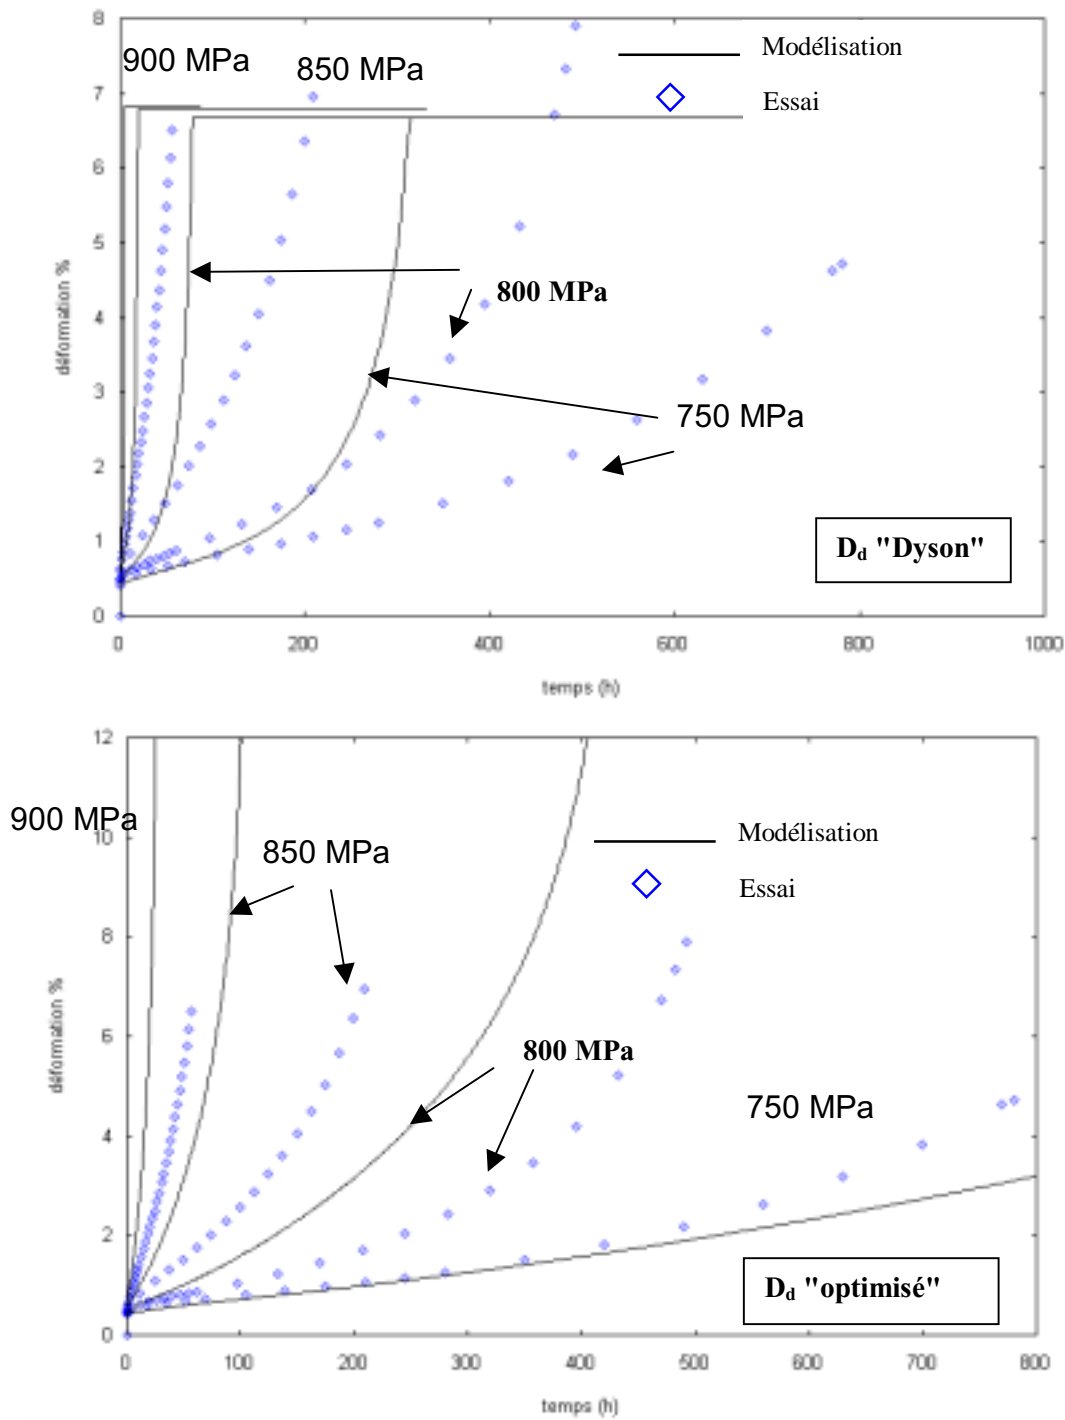 8
900 MPa
850 MPa
Modélisation
7
Essai
6
5
déformation %
800 MPa
4
3
750 MPa
2
1
D_d "Dyson"
0
0 200 400 600 800 1000
temps (h)
12
900 MPa
10
Modélisation
850 MPa
Essai
8
déformation %
6
800 MPa
750 MPa
4
2
D_d "optimisé"
0
0 100 200 300 400 500 600 700 800
temps (h)